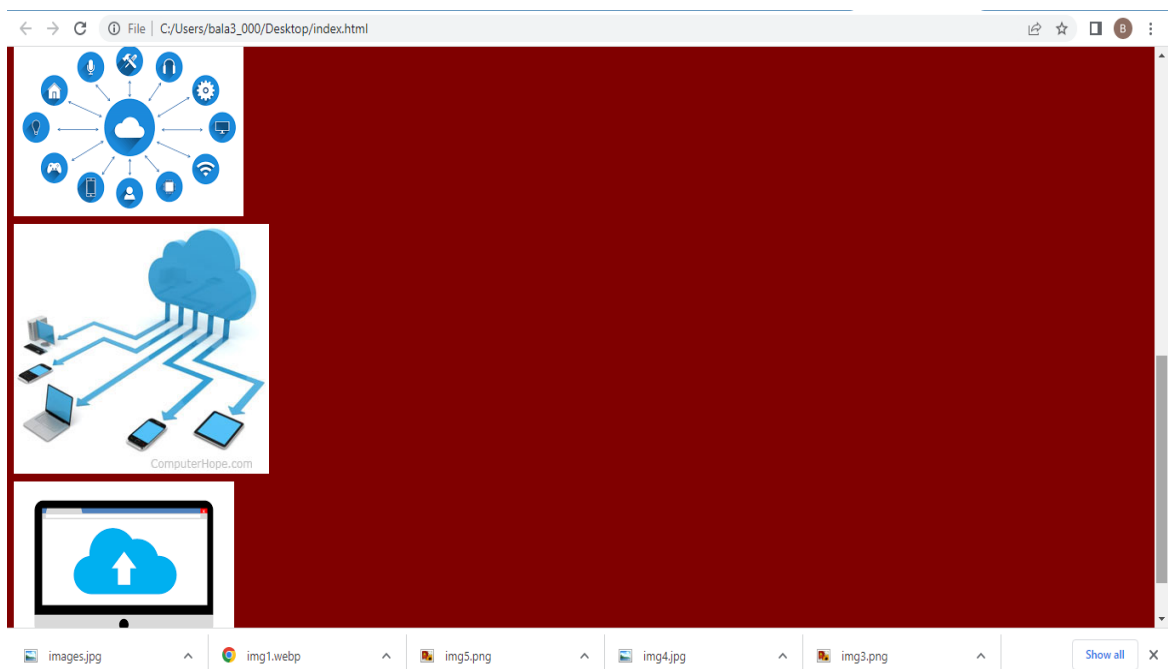 File | C:/Users/bala3_000/Desktop/index.html B
ComputerHope.com
images.jpg img1.webp img5.png img4.jpg img3.png Show all